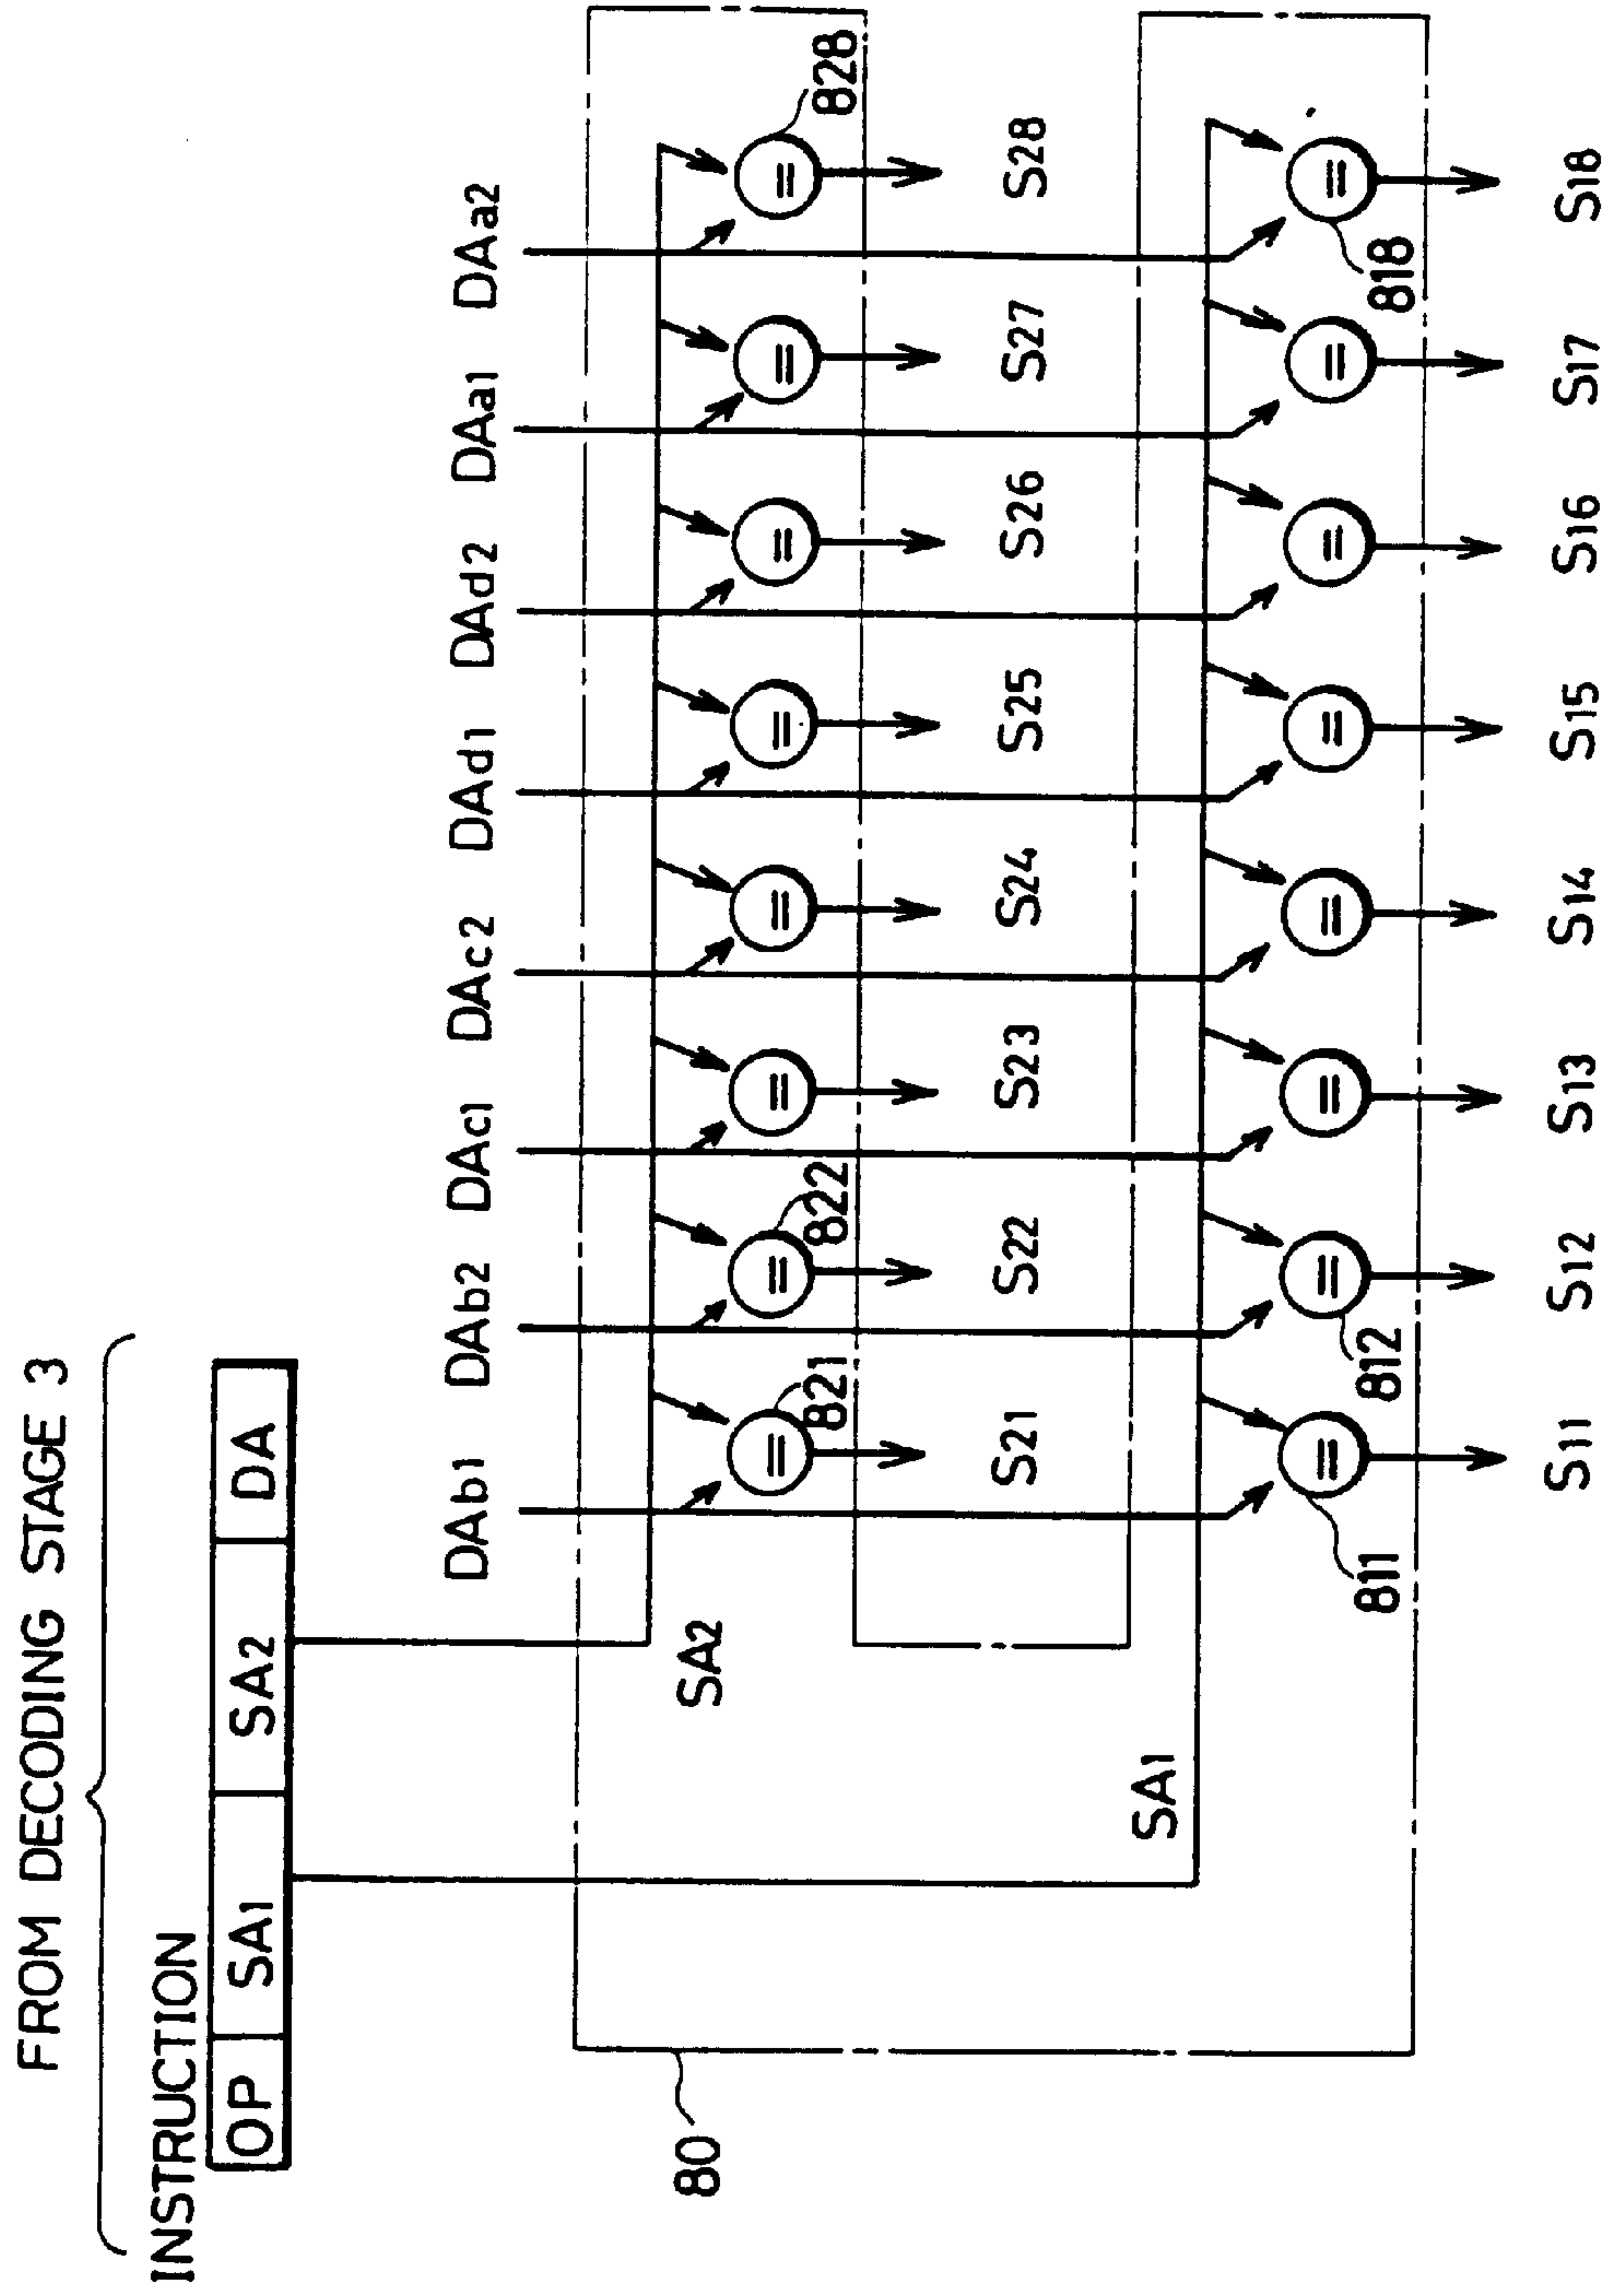 FROM DECODING STAGE 3
INSTRUCTION
OP SA1 SA2 DA
DAb1 DAb2 DAc1 DAc2 DAd1 DAd2 DAa1 DAa2
80
SA2
= = = = = = = =
821 822 828
S21 S22 S23 S24 S25 S26 S27 S28
SA1
= = = = = = = =
811 812 818
S11 S12 S13 S14 S15 S16 S17 S18